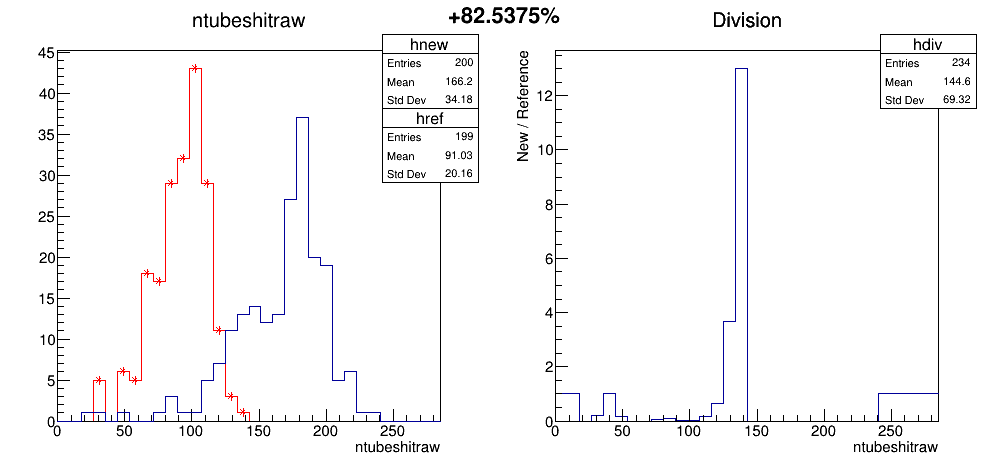 +82.5375%
ntubeshitraw
hnew
Entries 200
Mean 166.2
Std Dev 34.18
href
Entries 199
Mean 91.03
Std Dev 20.16
45
40
35
30
25
20
15
10
5
0
0 50 100 150 200 250
ntubeshitraw
Division
hdiv
Entries 234
Mean 144.6
Std Dev 69.32
New / Reference
12
10
8
6
4
2
0
0 50 100 150 200 250
ntubeshitraw